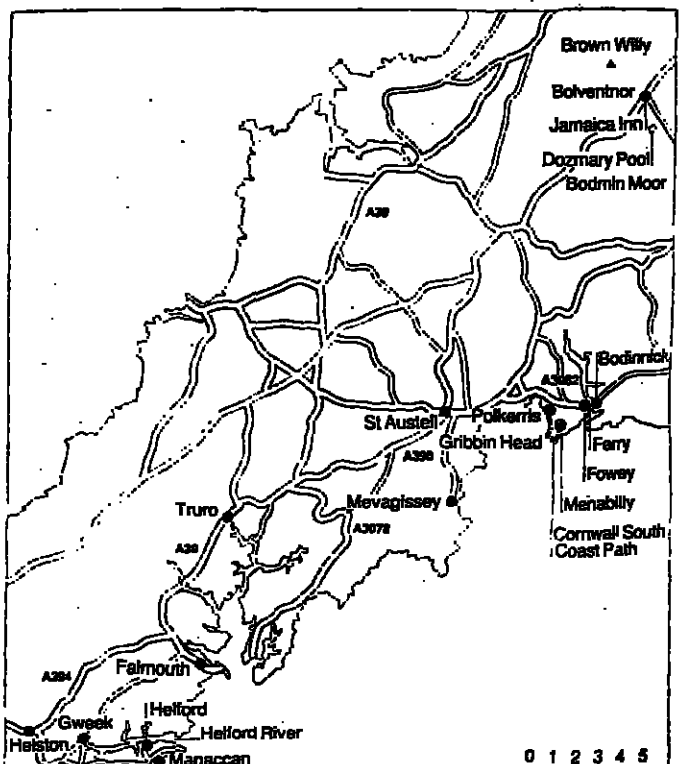 Brown Willy
Bolventnor
Jamaica Inn
Dozmary Pool
Bodmin Moor
A39
Bodinnick
A3082
St Austell
Polkerris
Gribbin Head
Ferry
A390
Fowey
Truro
Mevagissey
Menabilly
A3078
Cornwall South
Coast Path
A39
Falmouth
A394
Helford
Gweek
Helford River
Helston
Manaccan
0 1 2 3 4 5